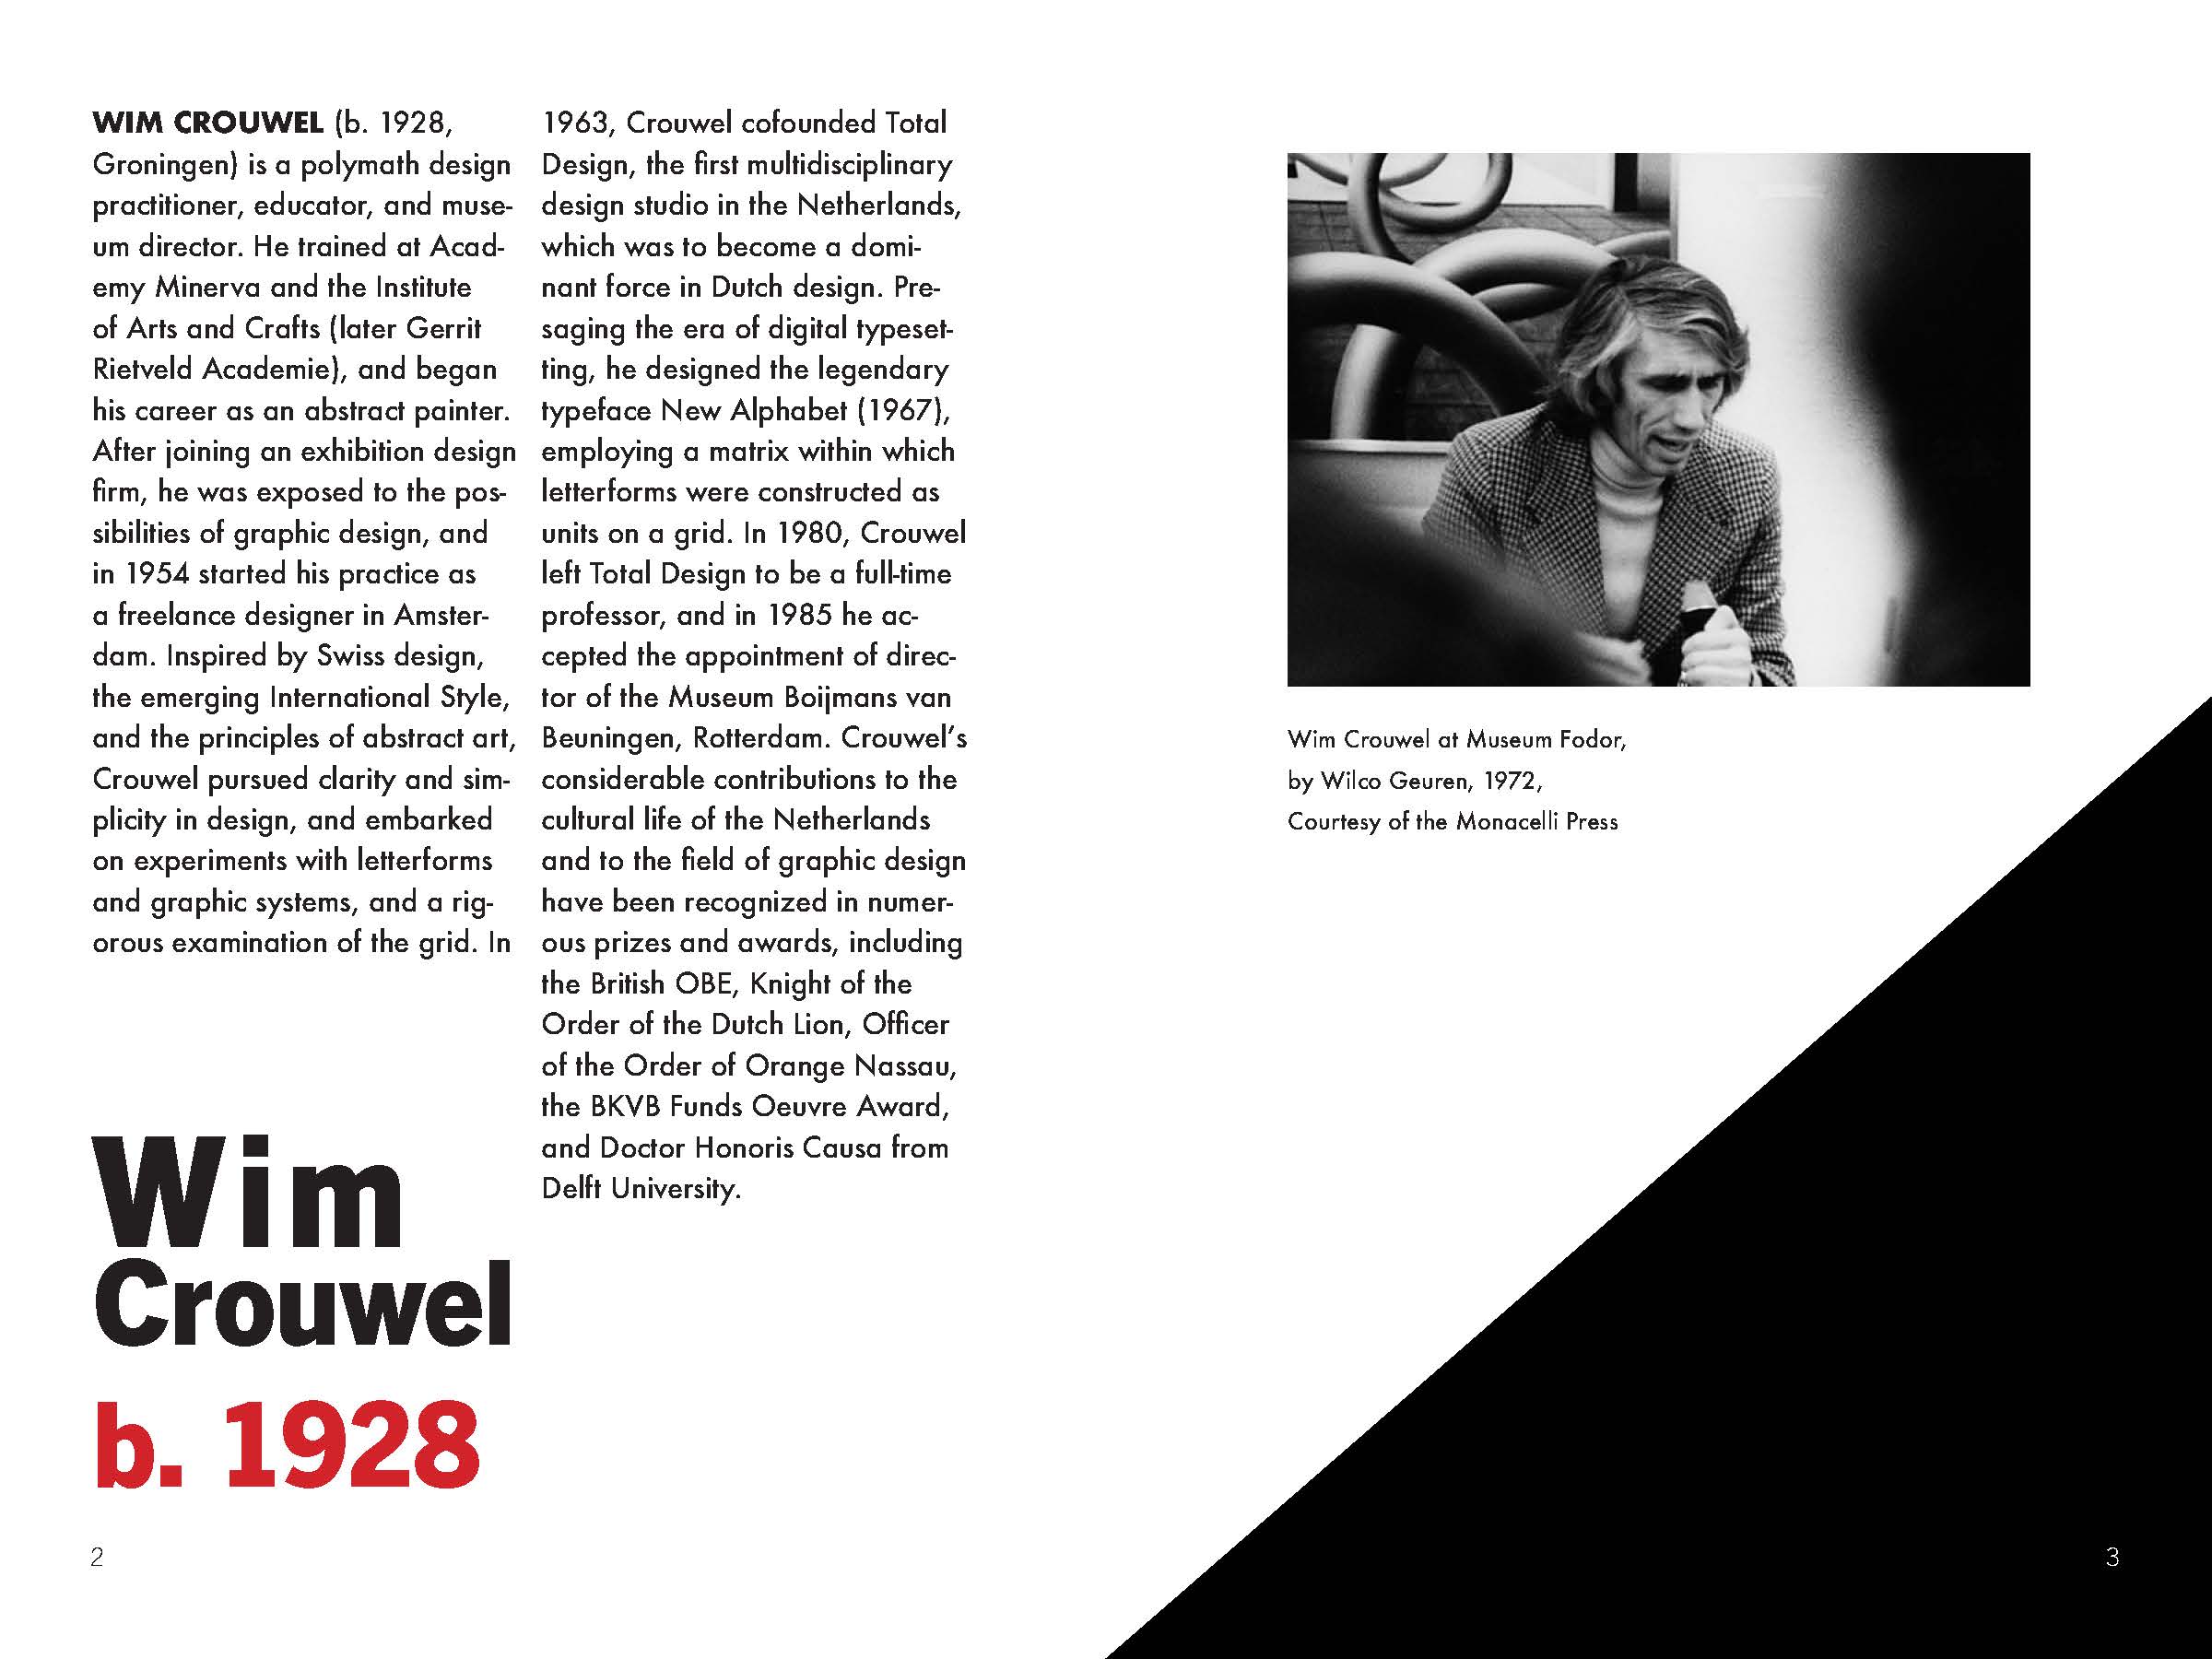 WIM CROUWEL (b. 1928,
Groningen) is a polymath design
practitioner, educator, and muse-
um director. He trained at Acad-
emy Minerva and the Institute
of Arts and Crafts (later Gerrit
Rietveld Academie), and began
his career as an abstract painter.
After joining an exhibition design
firm, he was exposed to the pos-
sibilities of graphic design, and
in 1954 started his practice as
a freelance designer in Amster-
dam. Inspired by Swiss design,
the emerging International Style,
and the principles of abstract art,
Crouwel pursued clarity and sim-
plicity in design, and embarked
on experiments with letterforms
and graphic systems, and a rig-
orous examination of the grid. In
1963, Crouwel cofounded Total
Design, the first multidisciplinary
design studio in the Netherlands,
which was to become a domi-
nant force in Dutch design. Pre-
saging the era of digital typeset-
ting, he designed the legendary
typeface New Alphabet (1967),
employing a matrix within which
letterforms were constructed as
units on a grid. In 1980, Crouwel
left Total Design to be a full-time
professor, and in 1985 he ac-
cepted the appointment of direc-
tor of the Museum Boijmans van
Beuningen, Rotterdam. Crouwel's
considerable contributions to the
cultural life of the Netherlands
and to the field of graphic design
have been recognized in numer-
ous prizes and awards, including
the British OBE, Knight of the
Order of the Dutch Lion, Officer
of the Order of Orange Nassau,
the BKVB Funds Oeuvre Award,
and Doctor Honoris Causa from
Delft University.
Wim
Crouwel
b. 1928
2
Wim Crouwel at Museum Fodor,
by Wilco Geuren, 1972,
Courtesy of the Monacelli Press
3